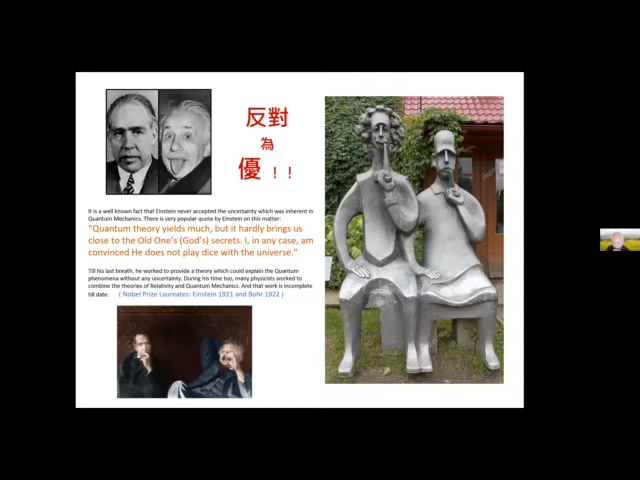 反對
為
優 ！！
It is a well known fact that Einstein never accepted the uncertainty which was inherent in
Quantum Mechanics. There is very popular quote by Einstein on this matter:
“Quantum theory yields much, but it hardly brings us
close to the Old One’s (God’s) secrets. I, in any case, am
convinced He does not play dice with the universe.”
Till his last breath, he worked to provide a theory which could explain the Quantum
phenomena without any uncertainty. During his time too, many physicists worked to
combine the theories of Relativity and Quantum Mechanics. And that work is incomplete
till date. ( Nobel Prize Laureates: Einstein 1921 and Bohr 1922 )